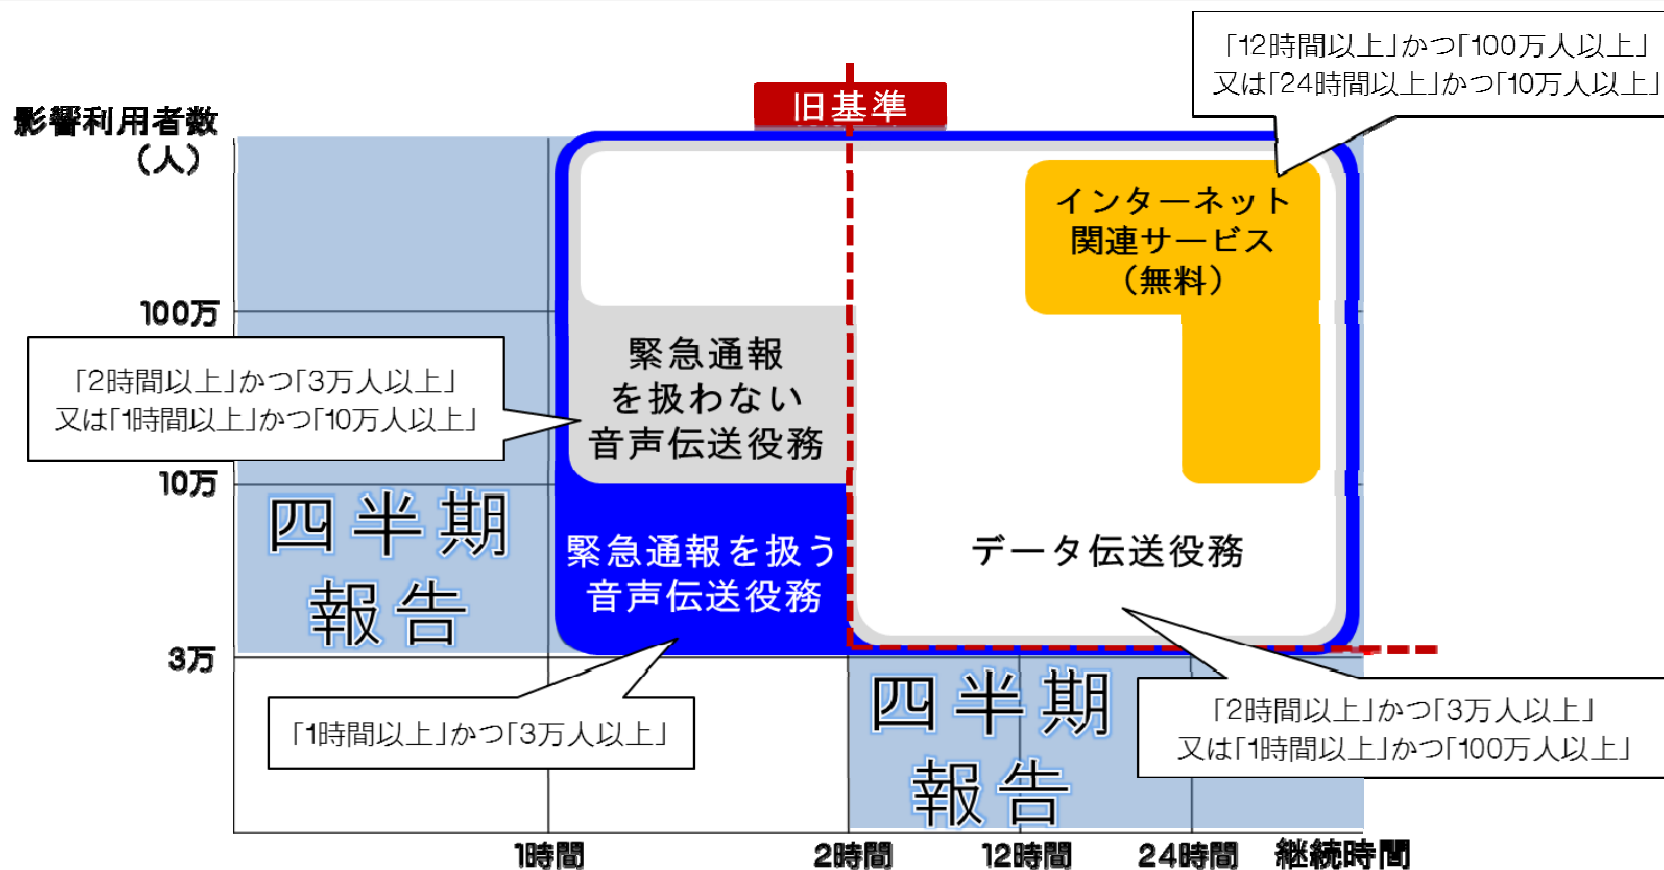 「12時間以上」かつ「100万人以上」
又は「24時間以上」かつ「10万人以上」
旧基準
影響利用者数
（人）
インターネット
関連サービス
（無料）
100万
緊急通報
を扱わない
音声伝送役務
「2時間以上」かつ「3万人以上」
又は「1時間以上」かつ「10万人以上」
10万
四半期
報告
緊急通報を扱う
音声伝送役務
データ伝送役務
3万
「1時間以上」かつ「3万人以上」
四半期
報告
「2時間以上」かつ「3万人以上」
又は「1時間以上」かつ「100万人以上」
1時間
2時間
12時間
24時間
継続時間